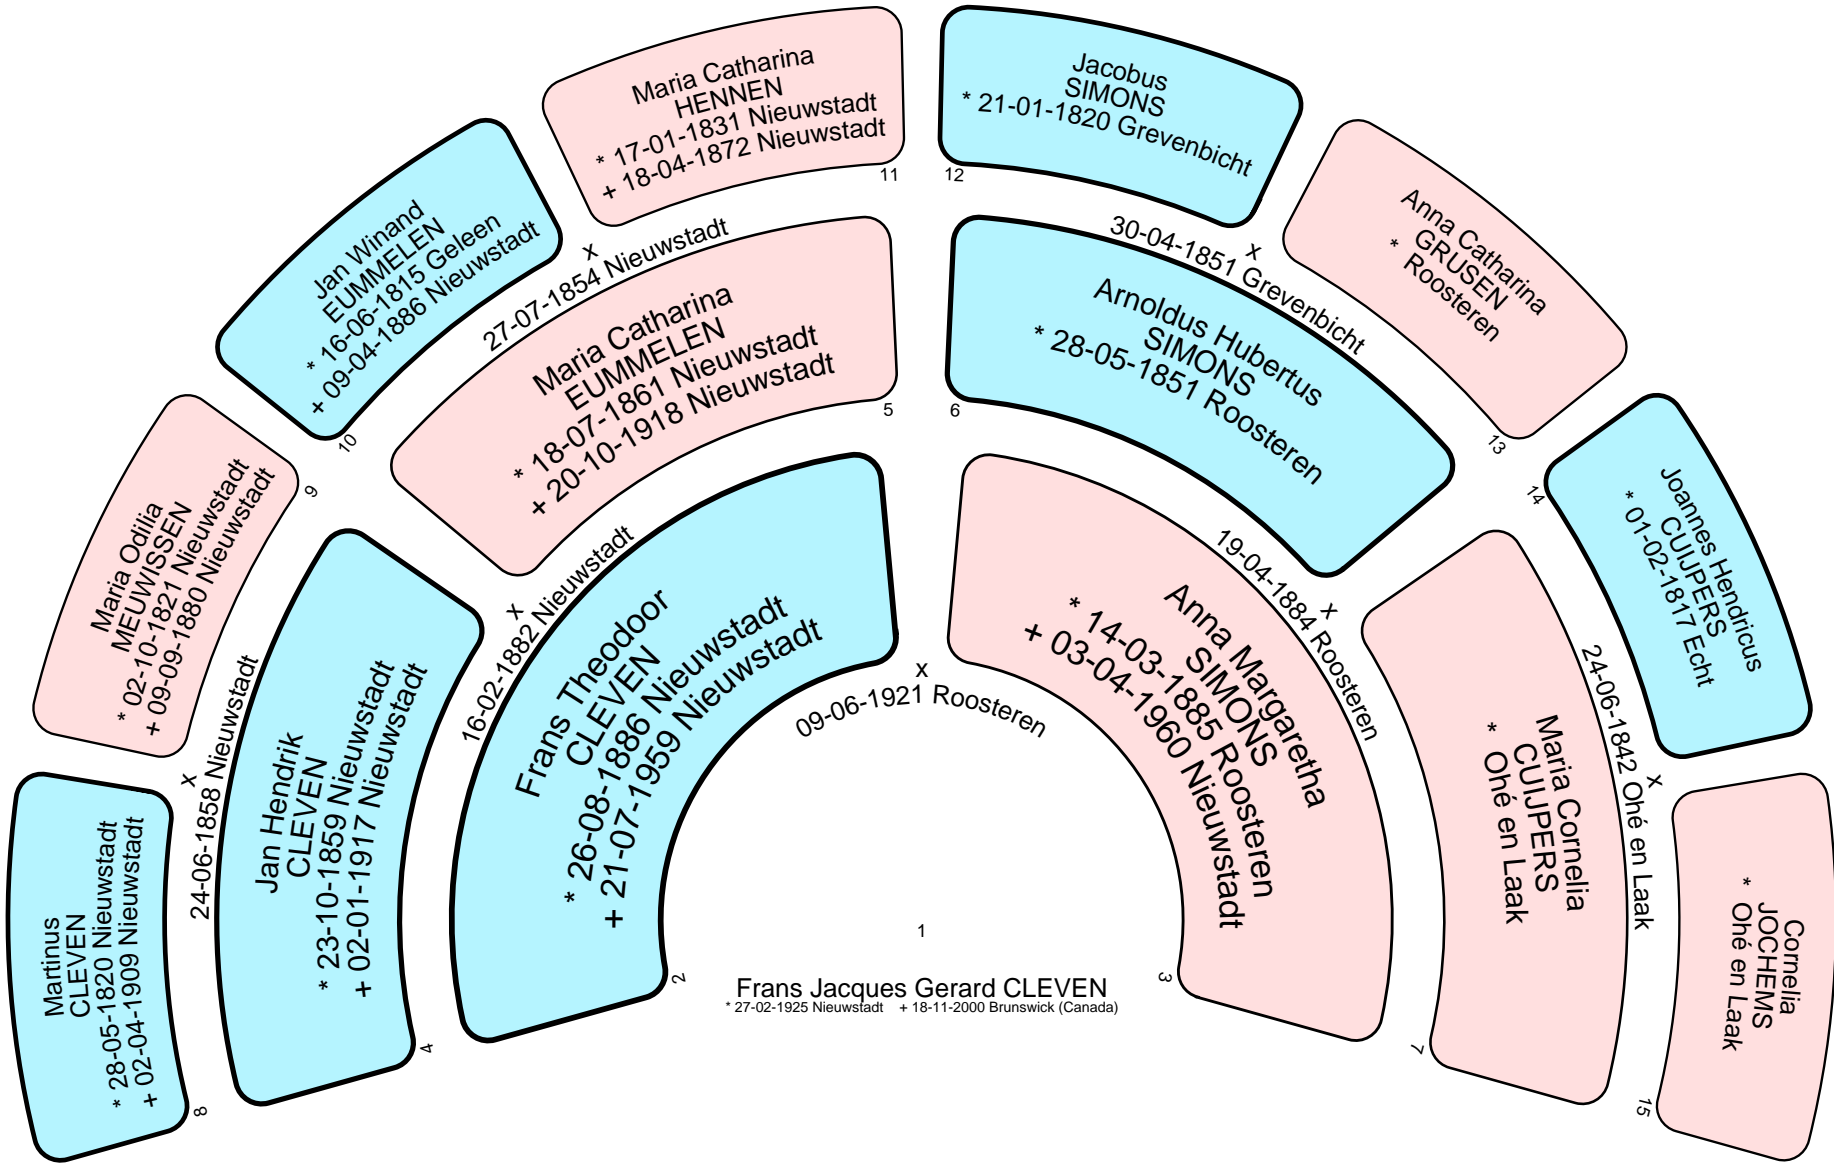 1
Frans Jacques Gerard CLEVEN
* 27-02-1925 Nieuwstadt + 18-11-2000 Brunswick (Canada)
Frans Theodoor
CLEVEN
* 26-08-1886 Nieuwstadt
+ 21-07-1959 Nieuwstadt
2
x
09-06-1921 Roosteren
Anna Margaretha
SIMONS
* 14-03-1885 Roosteren
+ 03-04-1960 Nieuwstadt
3
Jan Hendrik
CLEVEN
* 23-10-1859 Nieuwstadt
+ 02-01-1917 Nieuwstadt
4
x
16-02-1882 Nieuwstadt
Maria Catharina
EUMMELEN
* 18-07-1861 Nieuwstadt
+ 20-10-1918 Nieuwstadt
5
Arnoldus Hubertus
SIMONS
* 28-05-1851 Roosteren
6
x
19-04-1884 Roosteren
Maria Cornelia
CUIJPERS
* Ohé en Laak
7
Martinus
CLEVEN
* 28-05-1820 Nieuwstadt
+ 02-04-1909 Nieuwstadt
8
x
24-06-1858 Nieuwstadt
Maria Odilia
MEUWISSEN
* 02-10-1821 Nieuwstadt
+ 09-09-1880 Nieuwstadt
9
Jan Winand
EUMMELEN
* 16-06-1815 Geleen
+ 09-04-1886 Nieuwstadt
10
x
27-07-1854 Nieuwstadt
Maria Catharina
HENNEN
* 17-01-1831 Nieuwstadt
+ 18-04-1872 Nieuwstadt
11
Jacobus
SIMONS
* 21-01-1820 Grevenbicht
12
x
30-04-1851 Grevenbicht
Anna Catharina
GRUSEN
* Roosteren
13
Joannes Hendricus
CUIJPERS
* 01-02-1817 Echt
14
x
24-06-1842 Ohé en Laak
Cornelia
JOCHEMS
* Ohé en Laak
15